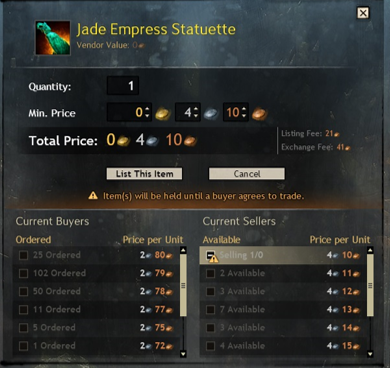 Jade Empress Statuette
Vendor Value: 0
Quantity: 1
Min. Price 0 4 10
Total Price: 0 4 10
Listing Fee: 21
Exchange Fee: 41
List This Item Cancel
Item(s) will be held until a buyer agrees to trade.
Current Buyers Current Sellers
Ordered Price per Unit Available Price per Unit
25 Ordered 2 80 Selling 1/0 4 10
102 Ordered 2 79 2 Available 4 11
50 Ordered 2 78 3 Available 4 12
11 Ordered 2 77 7 Available 4 13
5 Ordered 2 75 3 Available 4 14
1 Ordered 2 72 4 Available 4 15